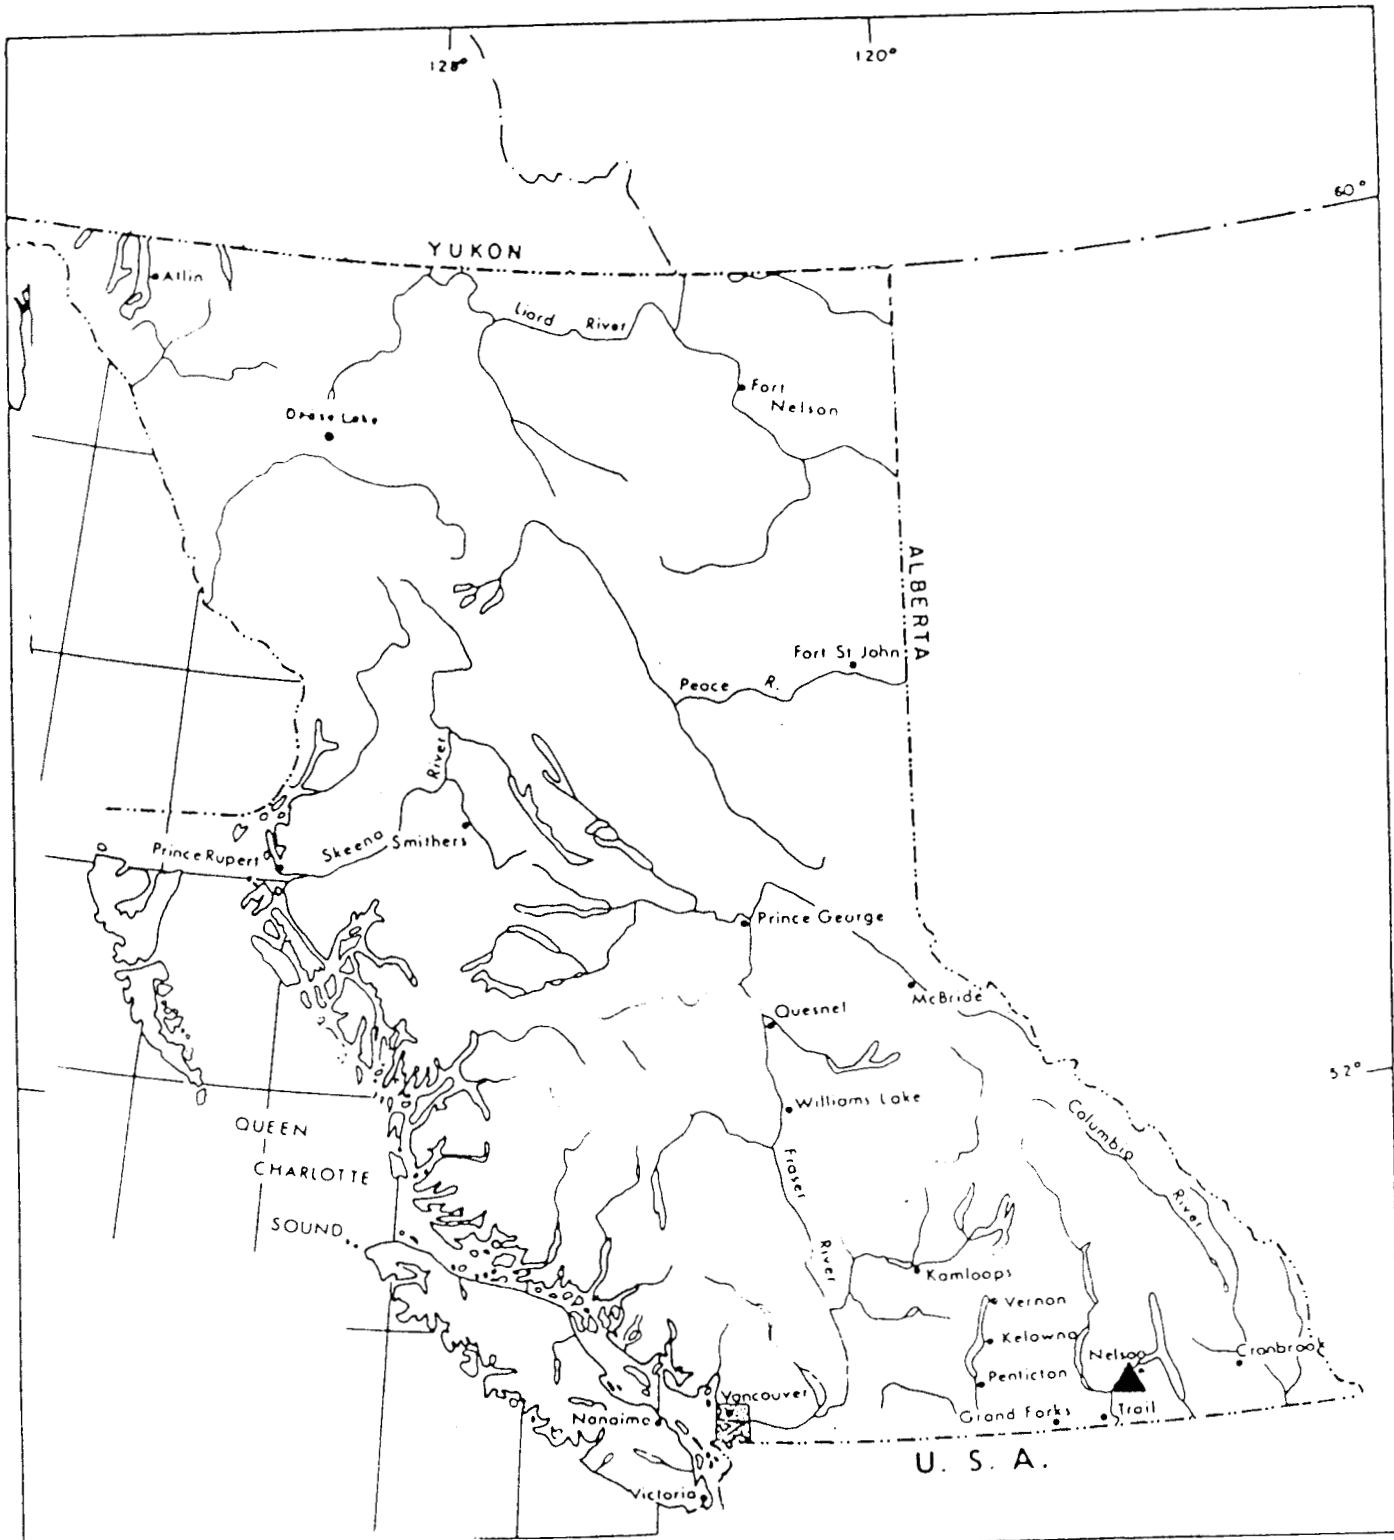 128°
120°
60°
YUKON
Atlin
Liard River
Fort
Nelson
Dease Lake
ALBERTA
Fort St John
Peace R.
River
Skeena
Smithers
Prince Rupert
Prince George
McBride
Quesnel
52°
Williams Lake
Columbia
River
QUEEN
CHARLOTTE
SOUND
Fraser
River
Kamloops
Vernon
Kelowna
Nelson
Cranbrook
Penticton
Vancouver
Grand Forks
Trail
Nanaimo
U. S. A.
Victoria